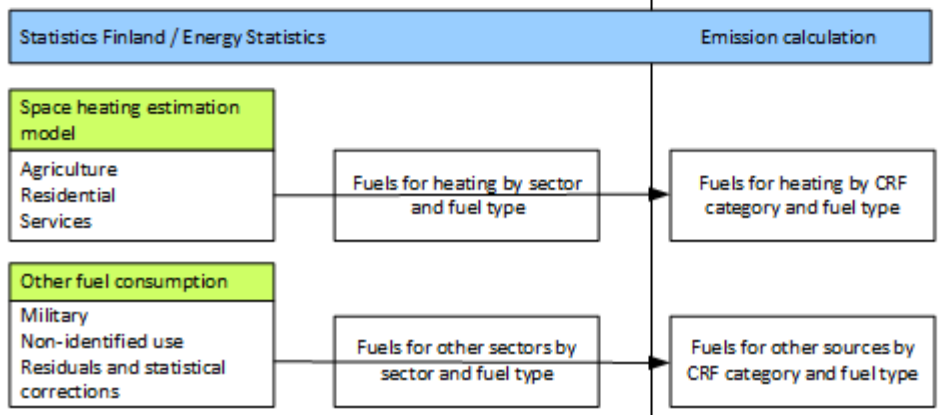 Statistics Finland / Energy Statistics
Emission calculation
Space heating estimation
model
Agriculture
Residential
Services
Fuels for heating by sector
and fuel type
Fuels for heating by CRF
category and fuel type
Other fuel consumption
Military
Non-identified use
Residuals and statistical
corrections
Fuels for other sectors by
sector and fuel type
Fuels for other sources by
CRF category and fuel type